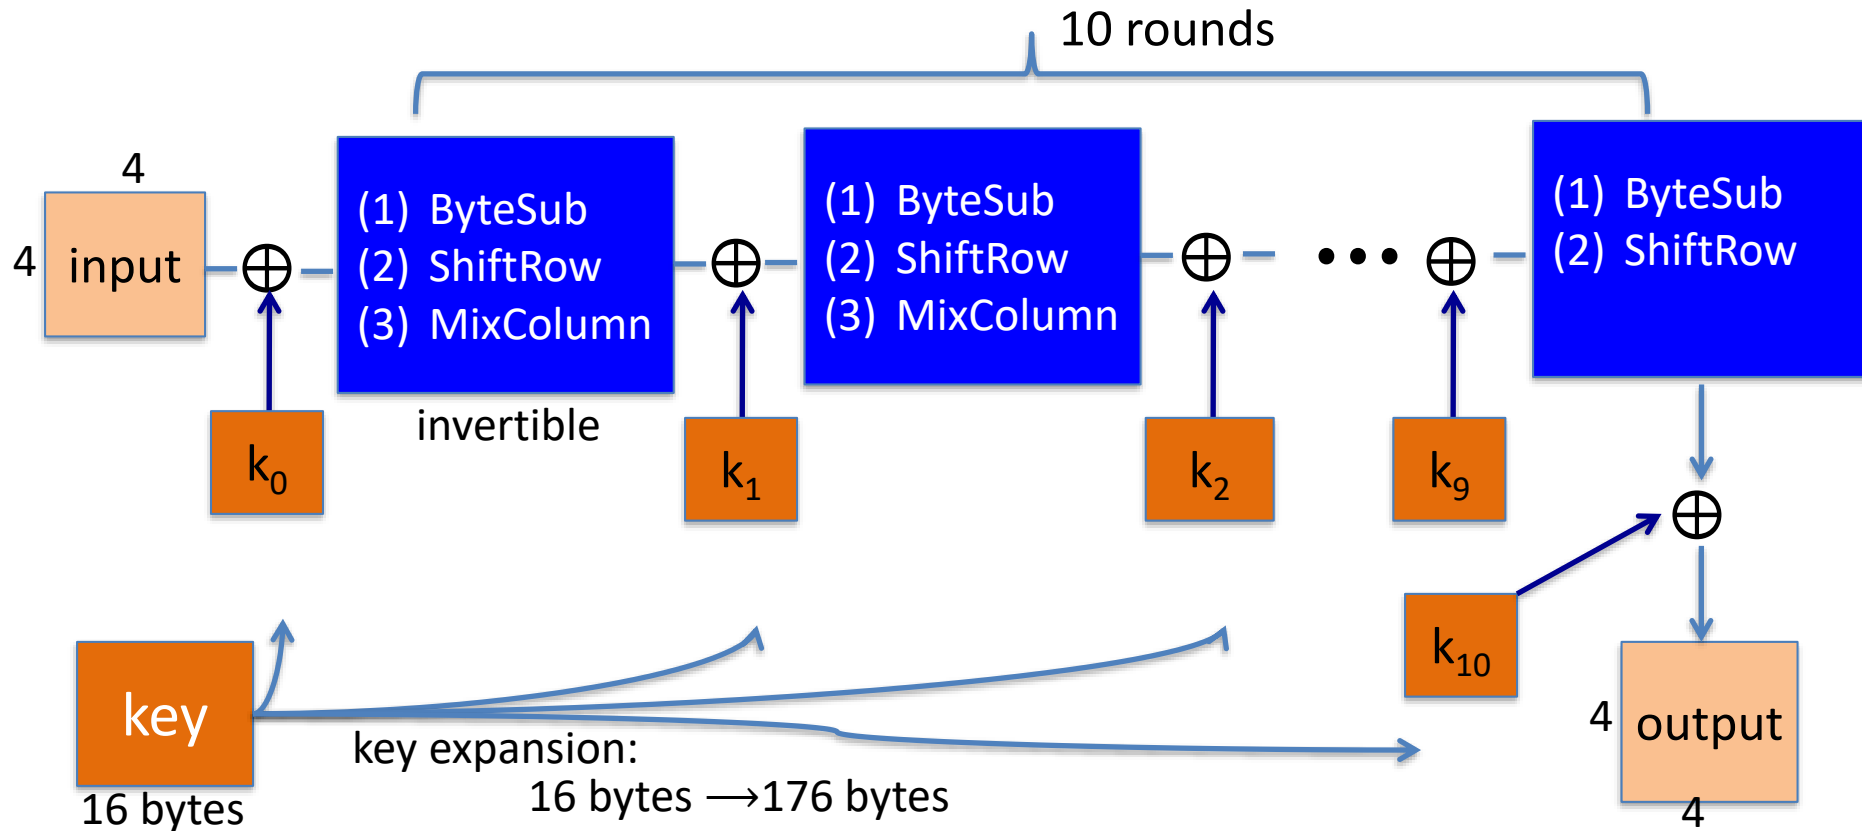 10 rounds
4
4
input
(1) ByteSub
(2) ShiftRow
(3) MixColumn
invertible
(1) ByteSub
(2) ShiftRow
(3) MixColumn
(1) ByteSub
(2) ShiftRow
k0
k1
k2
k9
k10
key
16 bytes
key expansion:
16 bytes ⟶176 bytes
4
output
4